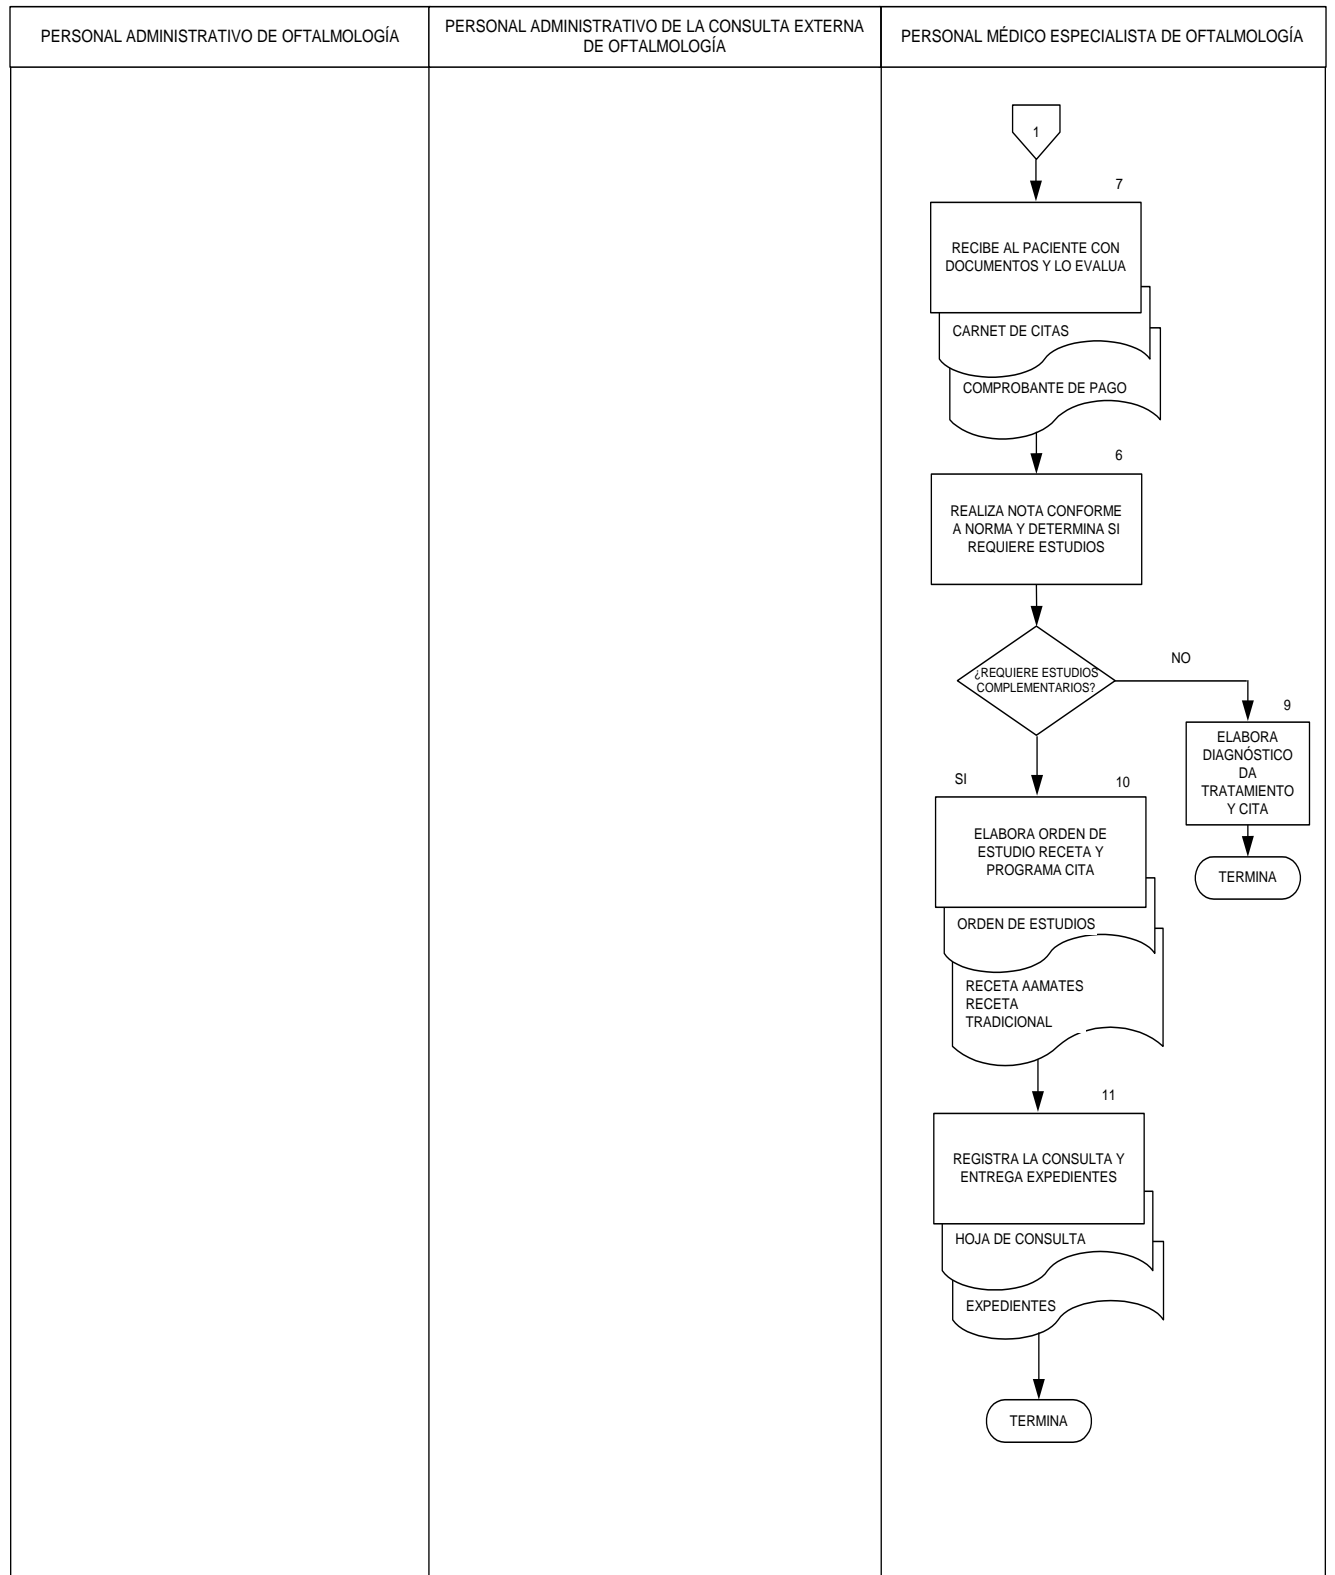 PERSONAL ADMINISTRATIVO DE OFTALMOLOGÍA
PERSONAL ADMINISTRATIVO DE LA CONSULTA EXTERNA
DE OFTALMOLOGÍA
PERSONAL MÉDICO ESPECIALISTA DE OFTALMOLOGÍA
1
7
RECIBE AL PACIENTE CON
DOCUMENTOS Y LO EVALUA
CARNET DE CITAS
COMPROBANTE DE PAGO
6
REALIZA NOTA CONFORME
A NORMA Y DETERMINA SI
REQUIERE ESTUDIOS
¿REQUIERE ESTUDIOS
COMPLEMENTARIOS?
NO
9
ELABORA
DIAGNÓSTICO
DA
TRATAMIENTO
Y CITA
TERMINA
SI
10
ELABORA ORDEN DE
ESTUDIO RECETA Y
PROGRAMA CITA
ORDEN DE ESTUDIOS
RECETA AAMATES
RECETA
TRADICIONAL
11
REGISTRA LA CONSULTA Y
ENTREGA EXPEDIENTES
HOJA DE CONSULTA
EXPEDIENTES
TERMINA